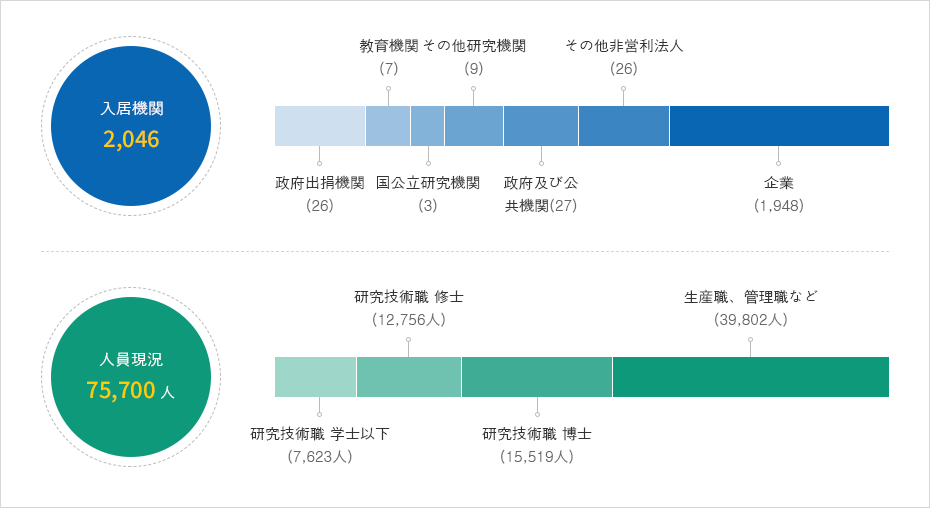 入居機関
2,046
教育機関
(7)
その他研究機関
(9)
その他非営利法人
(26)
政府出捐機関
(26)
国公立研究機関
(3)
政府及び公
共機関(27)
企業
(1,948)
人員現況
75,700 人
研究技術職 修士
(12,756人)
生産職、管理職など
(39,802人)
研究技術職 学士以下
(7,623人)
研究技術職 博士
(15,519人)